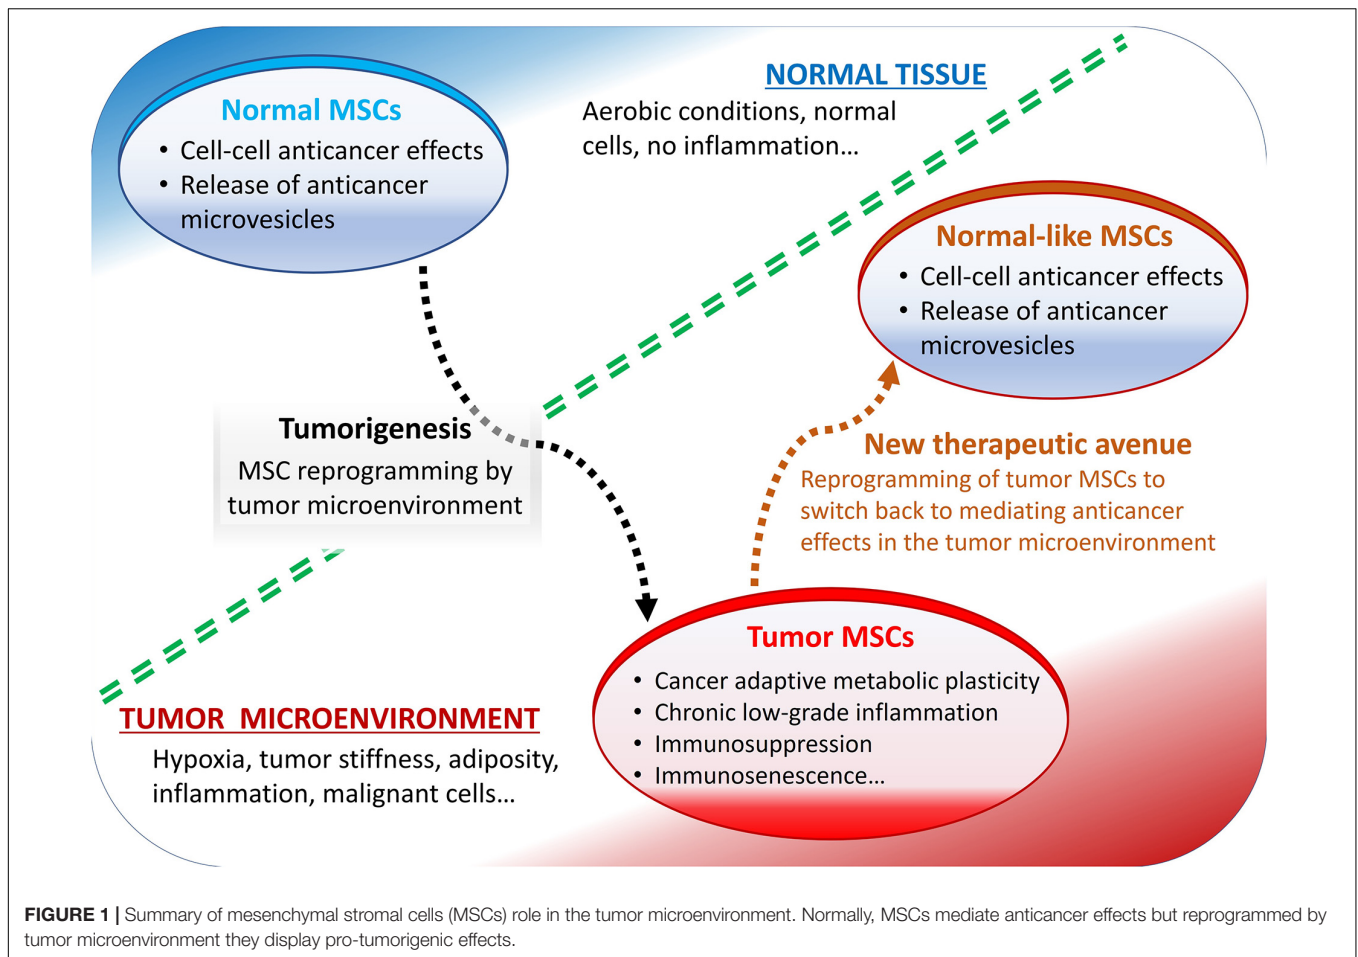 Normal MSCs
• Cell-cell anticancer effects
• Release of anticancer
microvesicles
NORMAL TISSUE
Aerobic conditions, normal
cells, no inflammation...
Normal-like MSCs
• Cell-cell anticancer effects
• Release of anticancer
microvesicles
Tumorigenesis
MSC reprogramming by
tumor microenvironment
New therapeutic avenue
Reprogramming of tumor MSCs to
switch back to mediating anticancer
effects in the tumor microenvironment
Tumor MSCs
• Cancer adaptive metabolic plasticity
• Chronic low-grade inflammation
• Immunosuppression
• Immunosenescence...
TUMOR MICROENVIRONMENT
Hypoxia, tumor stiffness, adiposity,
inflammation, malignant cells...
FIGURE 1 | Summary of mesenchymal stromal cells (MSCs) role in the tumor microenvironment. Normally, MSCs mediate anticancer effects but reprogrammed by
tumor microenvironment they display pro-tumorigenic effects.